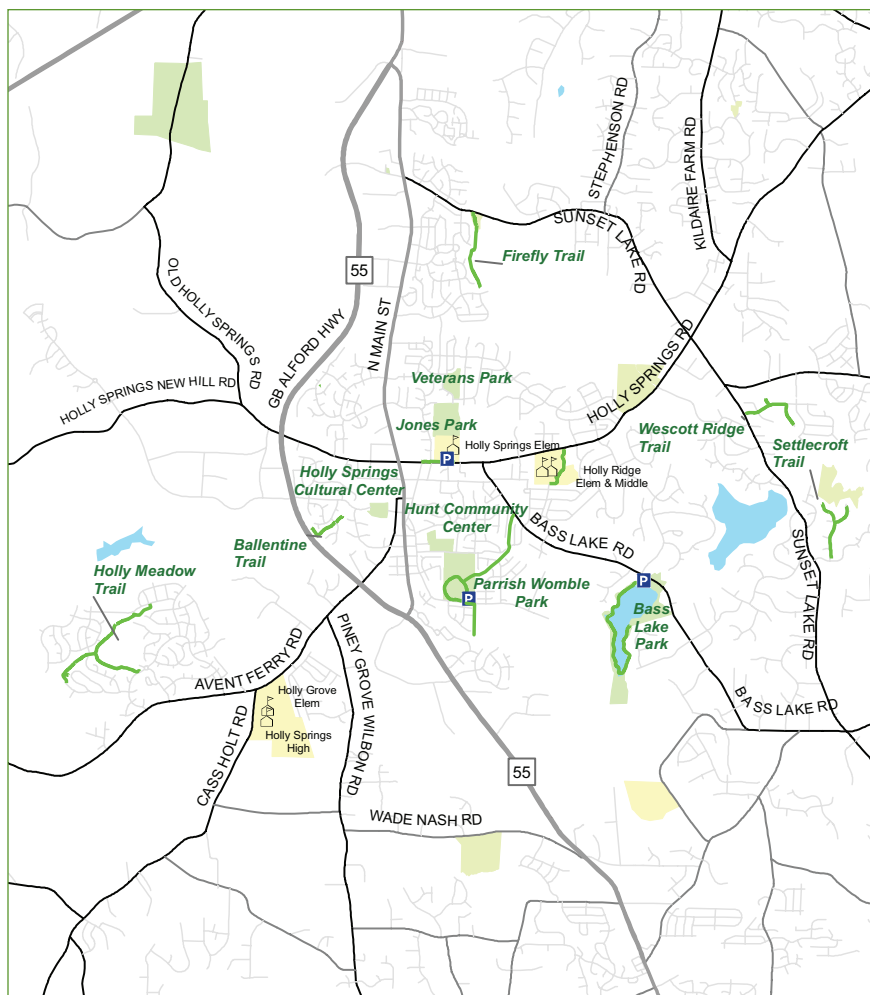 STEPHENSON RD
KILDAIRE FARM RD
SUNSET LAKE RD
Firefly Trail
55
OLD HOLLY SPRINGS RD
GB ALFORD HWY
N MAIN ST
HOLLY SPRINGS NEW HILL RD
Veterans Park
HOLLY SPRINGS RD
Jones Park
Holly Springs Elem
P
Wescott Ridge
Trail
Settlecroft
Trail
Holly Springs
Cultural Center
Holly Ridge
Elem & Middle
Hunt Community
Center
BASS LAKE RD
Ballentine
Trail
SUNSET LAKE RD
Holly Meadow
Trail
P
Parrish Womble
Park
P
Bass
Lake
Park
PINEY GROVE WILBON RD
AVENT FERRY RD
Holly Grove
Elem
Holly Springs
High
BASS LAKE RD
CASS HOLT RD
55
WADE NASH RD